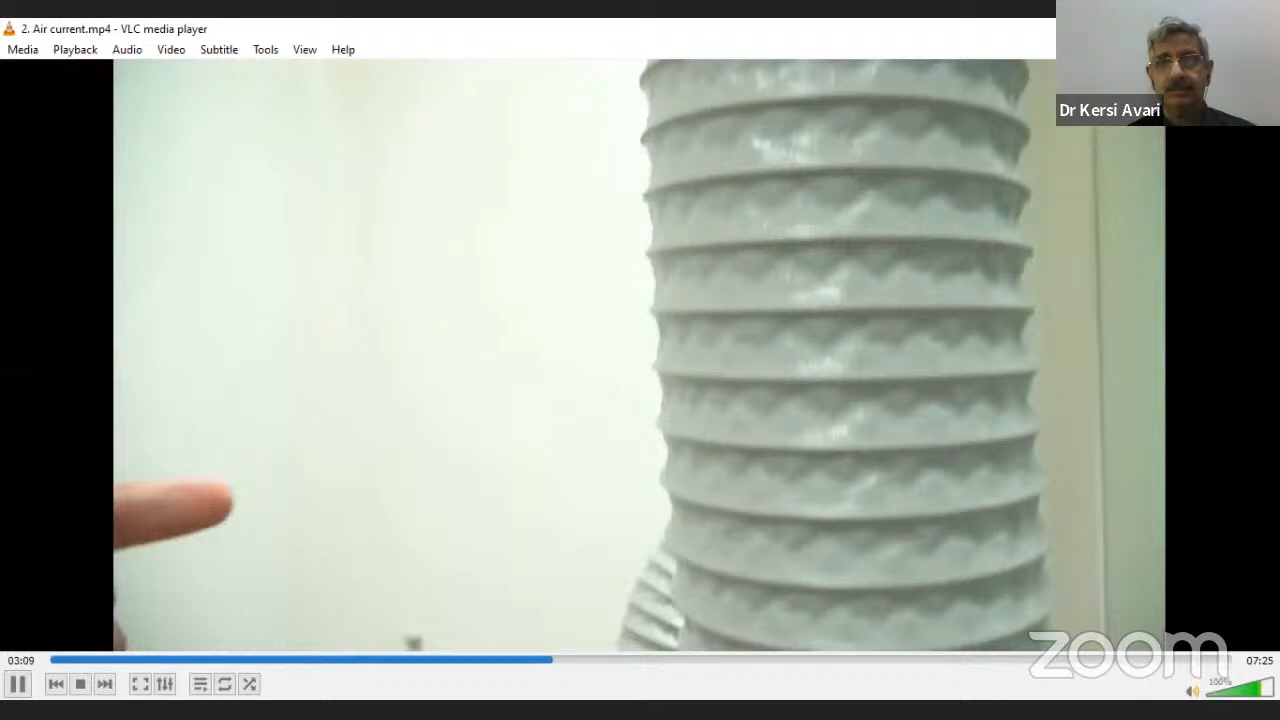 2. Air current.mp4 - VLC media player
Media Playback Audio Video Subtitle Tools View Help
Dr Kersi Avari
zoom
03:09
07:25
100%